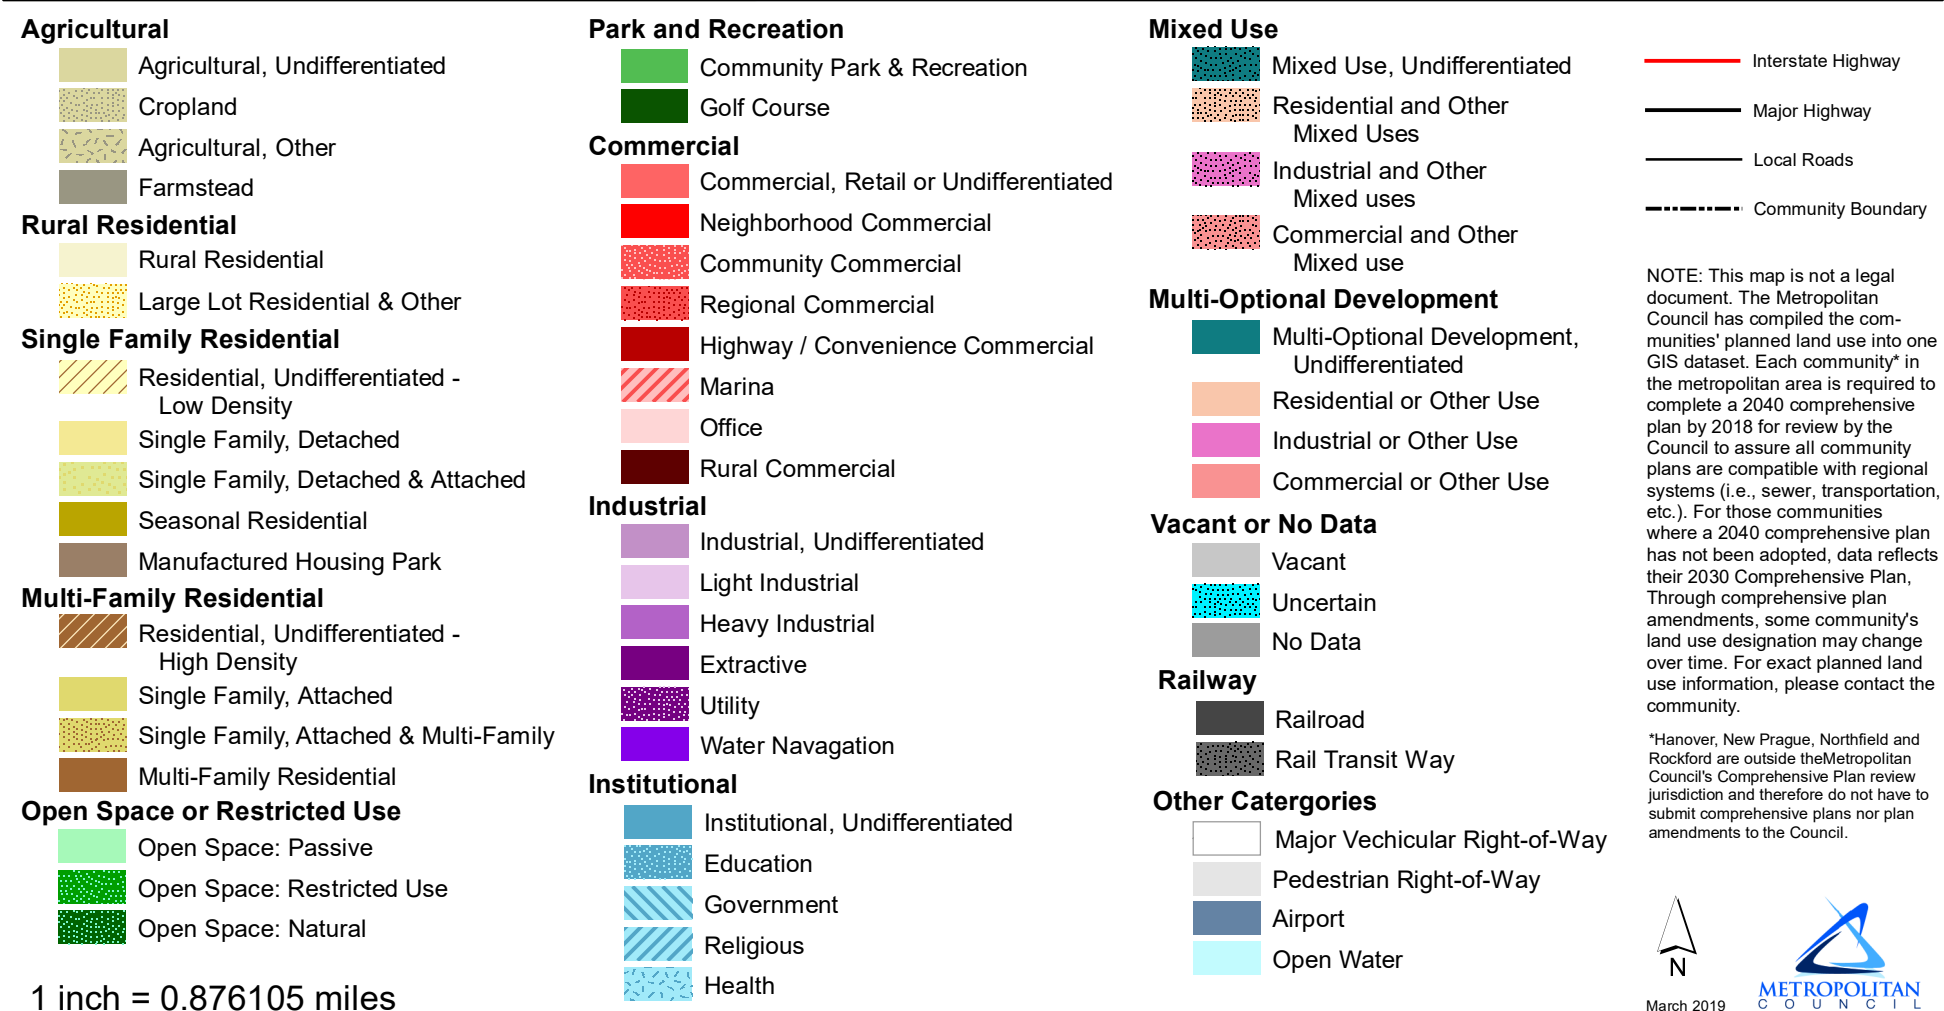 Agricultural
Agricultural, Undifferentiated
Cropland
Agricultural, Other
Farmstead
Rural Residential
Rural Residential
Large Lot Residential & Other
Single Family Residential
Residential, Undifferentiated -
Low Density
Single Family, Detached
Single Family, Detached & Attached
Seasonal Residential
Manufactured Housing Park
Multi-Family Residential
Residential, Undifferentiated -
High Density
Single Family, Attached
Single Family, Attached & Multi-Family
Multi-Family Residential
Open Space or Restricted Use
Open Space: Passive
Open Space: Restricted Use
Open Space: Natural
1 inch = 0.876105 miles
Park and Recreation
Community Park & Recreation
Golf Course
Commercial
Commercial, Retail or Undifferentiated
Neighborhood Commercial
Community Commercial
Regional Commercial
Highway / Convenience Commercial
Marina
Office
Rural Commercial
Industrial
Industrial, Undifferentiated
Light Industrial
Heavy Industrial
Extractive
Utility
Water Navagation
Institutional
Institutional, Undifferentiated
Education
Government
Religious
Health
Mixed Use
Mixed Use, Undifferentiated
Residential and Other
Mixed Uses
Industrial and Other
Mixed uses
Commercial and Other
Mixed use
Multi-Optional Development
Multi-Optional Development,
Undifferentiated
Residential or Other Use
Industrial or Other Use
Commercial or Other Use
Vacant or No Data
Vacant
Uncertain
No Data
Railway
Railroad
Rail Transit Way
Other Catergories
Major Vechicular Right-of-Way
Pedestrian Right-of-Way
Airport
Open Water
Interstate Highway
Major Highway
Local Roads
Community Boundary
NOTE: This map is not a legal
document. The Metropolitan
Council has compiled the com-
munities' planned land use into one
GIS dataset. Each community* in
the metropolitan area is required to
complete a 2040 comprehensive
plan by 2018 for review by the
Council to assure all community
plans are compatible with regional
systems (i.e., sewer, transportation,
etc.). For those communities
where a 2040 comprehensive plan
has not been adopted, data reflects
their 2030 Comprehensive Plan,
Through comprehensive plan
amendments, some community's
land use designation may change
over time. For exact planned land
use information, please contact the
community.
*Hanover, New Prague, Northfield and
Rockford are outside theMetropolitan
Council's Comprehensive Plan review
jurisdiction and therefore do not have to
submit comprehensive plans nor plan
amendments to the Council.
N
March 2019
METROPOLITAN
COUNCIL